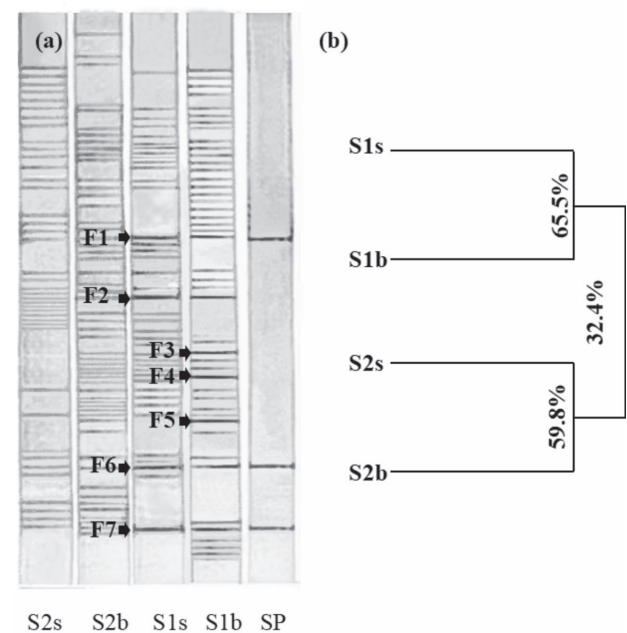 (a)
F1
F2
F3
F4
F5
F6
F7
S2s S2b S1s S1b SP
(b)
S1s
S1b
S2s
S2b
65.5%
59.8%
32.4%